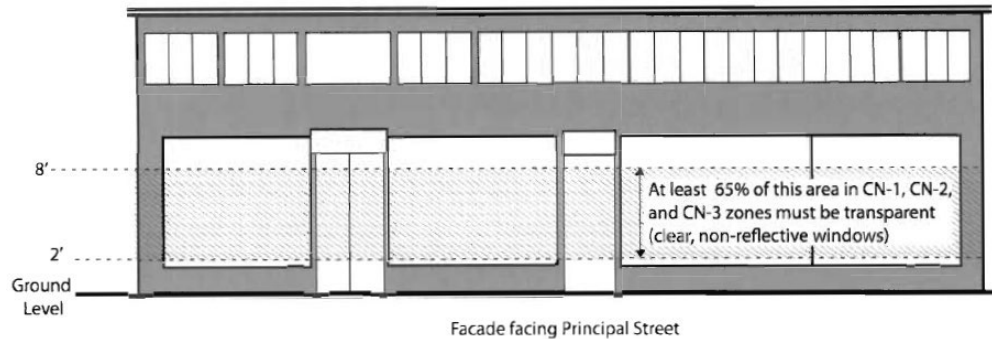 8'
At least 65% of this area in CN-1, CN-2,
and CN-3 zones must be transparent
(clear, non-reflective windows)
2'
Ground
Level
Facade facing Principal Street